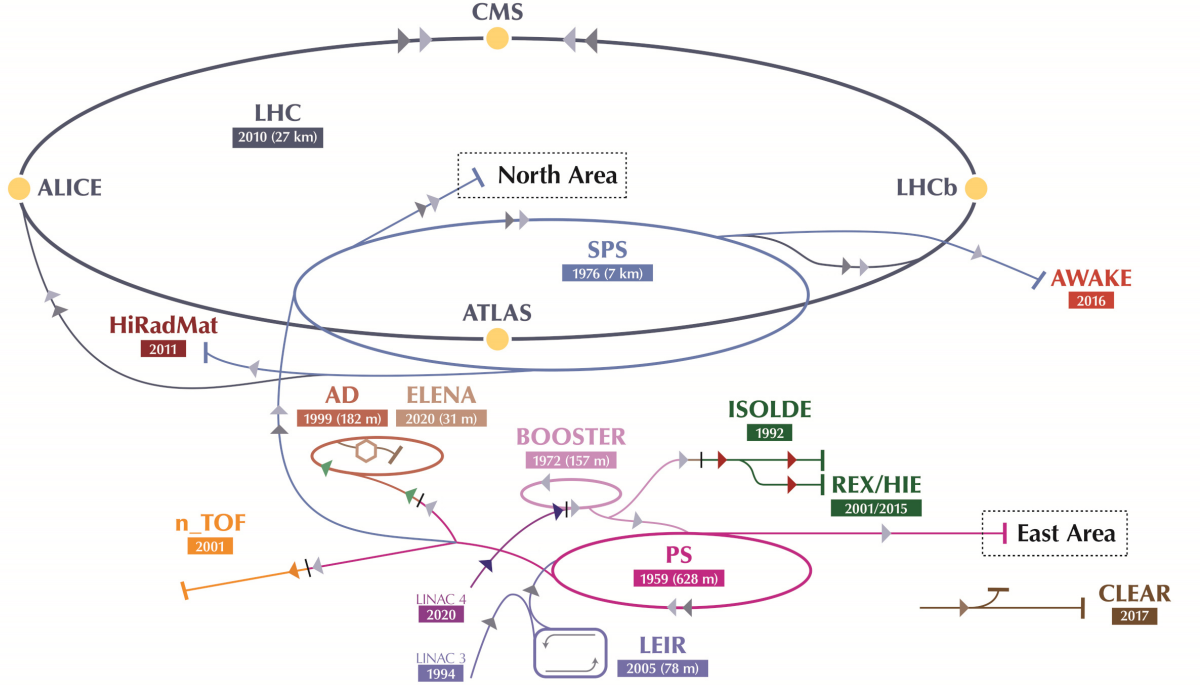 CMS
LHC
2010 (27 km)
North Area
ALICE
LHCb
SPS
1976 (7 km)
AWAKE
2016
ATLAS
HiRadMat
2011
AD
1999 (182 m)
ELENA
2020 (31 m)
ISOLDE
1992
BOOSTER
1972 (157 m)
REX/HIE
2001/2015
n_TOF
2001
East Area
PS
1959 (628 m)
LINAC 4
2020
CLEAR
2017
LEIR
2005 (78 m)
LINAC 3
1994